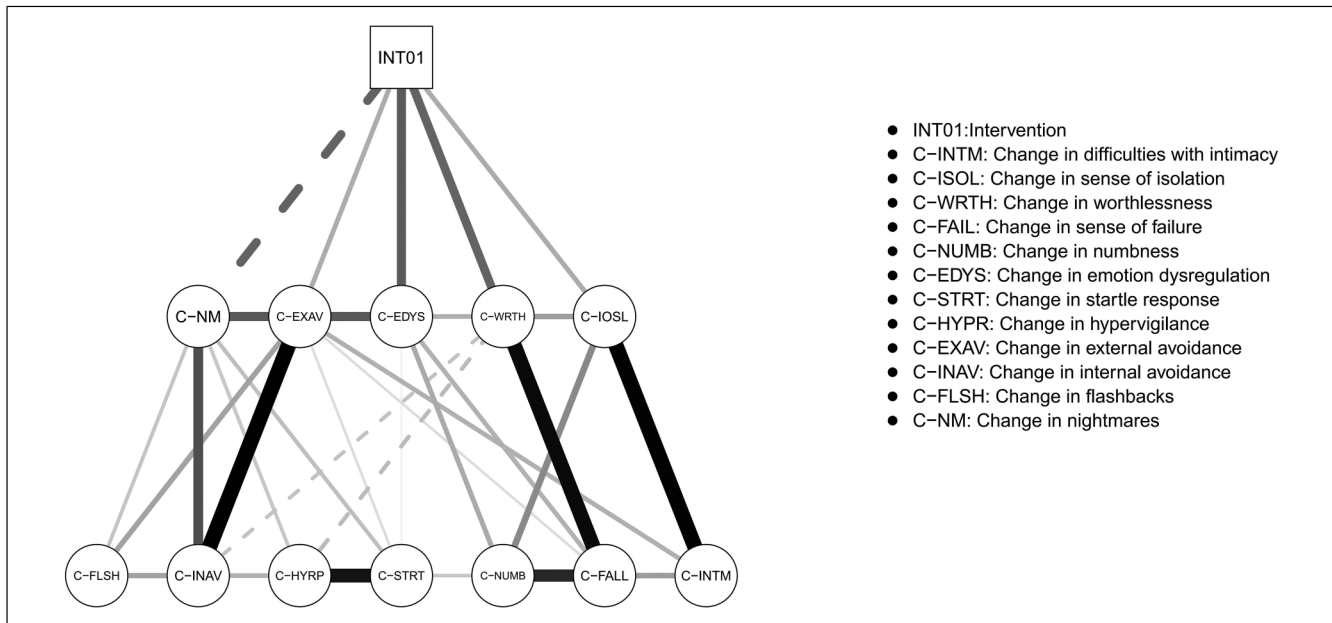 INT01
C−NM
C−EXAV
C−EDYS
C−WRTH
C−IOSL
C−FLSH
C−INAV
C−HYRP
C−STRT
C−NUMB
C−FALL
C−INTM
● INT01:Intervention
● C−INTM: Change in difficulties with intimacy
● C−ISOL: Change in sense of isolation
● C−WRTH: Change in worthlessness
● C−FAIL: Change in sense of failure
● C−NUMB: Change in numbness
● C−EDYS: Change in emotion dysregulation
● C−STRT: Change in startle response
● C−HYPR: Change in hypervigilance
● C−EXAV: Change in external avoidance
● C−INAV: Change in internal avoidance
● C−FLSH: Change in flashbacks
● C−NM: Change in nightmares